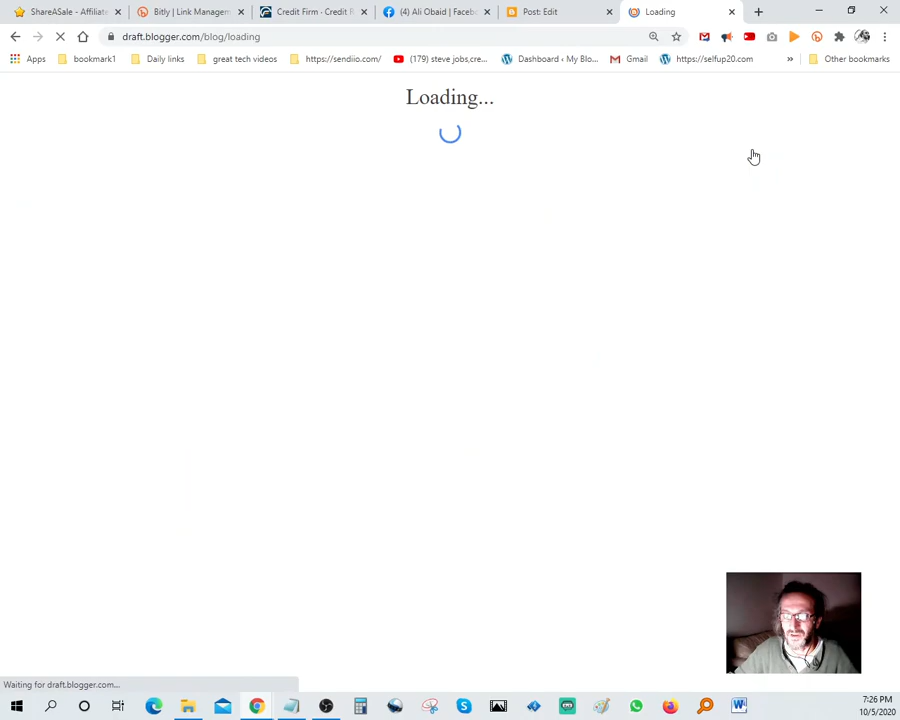 ShareASale - Affiliate
Bitly | Link Managem
Credit Firm · Credit R
(4) Ali Obaid | Faceb
Post: Edit
Loading
draft.blogger.com/blog/loading
Apps
bookmark1
Daily links
great tech videos
https://sendiio.com/
(179) steve jobs,cre...
Dashboard ‹ My Blo...
Gmail
https://selfup20.com
»
Other bookmarks
Loading...
Waiting for draft.blogger.com...
7:26 PM
10/5/2020